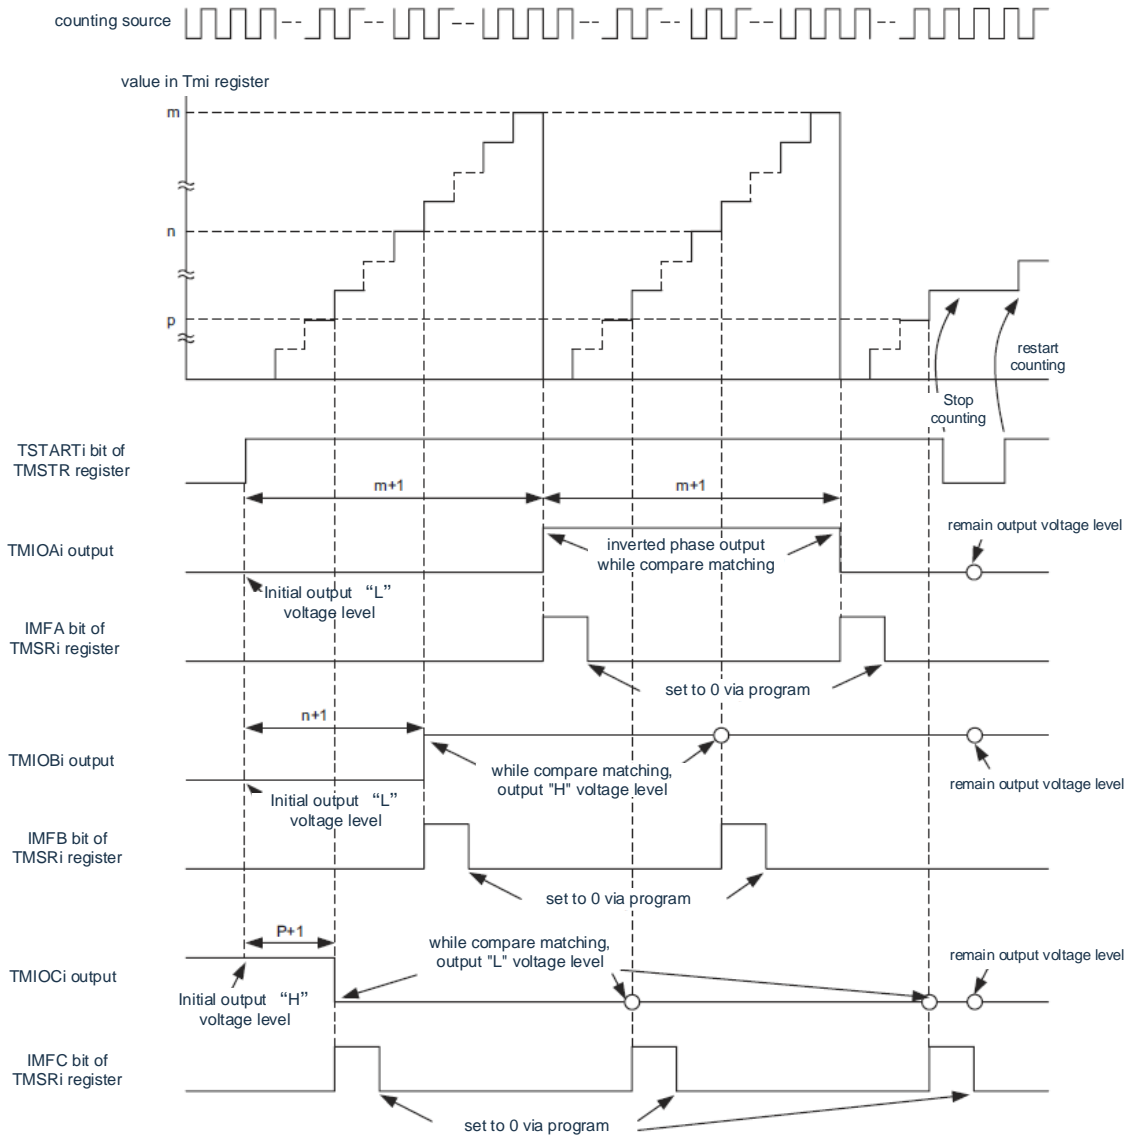 counting source
value in Tmi register
m
n
p
restart
counting
Stop
counting
TSTARTi bit of
TMSTR register
m+1
m+1
remain output voltage level
TMIOAi output
inverted phase output
while compare matching
Initial output “L”
voltage level
IMFA bit of
TMSRi register
set to 0 via program
n+1
TMIOBi output
while compare matching,
output "H" voltage level
remain output voltage level
Initial output “L”
voltage level
IMFB bit of
TMSRi register
set to 0 via program
P+1
while compare matching,
output "L" voltage level
remain output voltage level
TMIOCi output
Initial output “H”
voltage level
IMFC bit of
TMSRi register
set to 0 via program